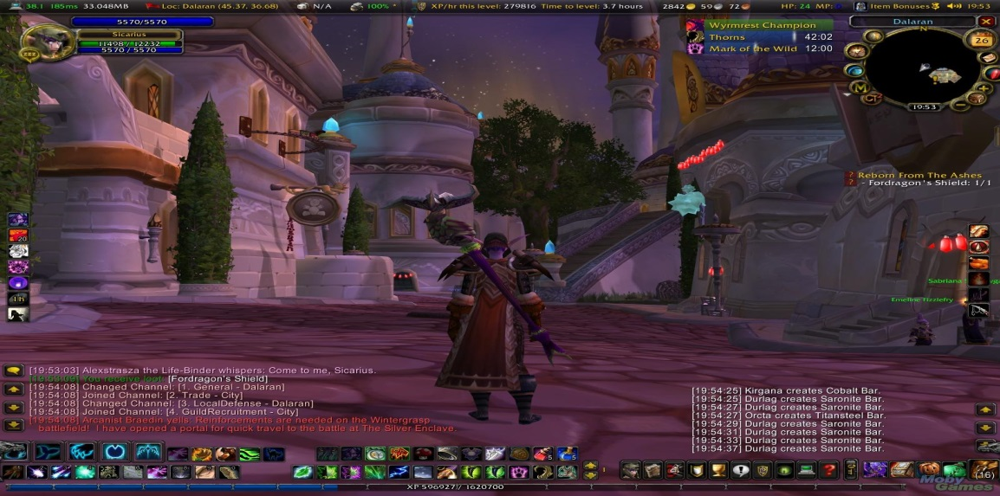 38.1 185ms 33.048MB Loc: Dalaran (45.37, 36.68) N/A 100% XP/hr this level: 279816 Time to level: 3.7 hours 2842 59 72 HP: 24 MP: Item Bonuses 19:53
5570/5570
Sicarius
11498 / 12232
5570 / 5570
Wyrmrest Champion
Thorns 42:02
Mark of the Wild 12:00
Dalaran
N
26
M
GT
19:53
Reborn From The Ashes
- Fordragon's Shield: 1/1
20
1h
Sabriana
Emeline Fizzlefry
[19:53:03] Alexstrasza the Life-Binder whispers: Come to me, Sicarius.
[19:53:09] You receive loot: [Fordragon's Shield]
[19:54:08] Changed Channel: [1. General - Dalaran]
[19:54:08] Joined Channel: [2. Trade - City]
[19:54:08] Changed Channel: [3. LocalDefense - Dalaran]
[19:54:08] Joined Channel: [4. GuildRecruitment - City]
[19:54:08] Arcanist Braedin yells: Reinforcements are needed on the Wintergrasp
battlefield! I have opened a portal for quick travel to the battle at The Silver Enclave.
[19:54:25] Kirgana creates Cobalt Bar.
[19:54:25] Durlag creates Saronite Bar.
[19:54:27] Durlag creates Saronite Bar.
[19:54:27] Orcta creates Titansteel Bar.
[19:54:29] Durlag creates Saronite Bar.
[19:54:31] Durlag creates Saronite Bar.
[19:54:33] Durlag creates Saronite Bar.
[19:54:37] Durlag creates Saronite Bar.
5 5
(16)
Moby Games
XP 596927 / 1620700